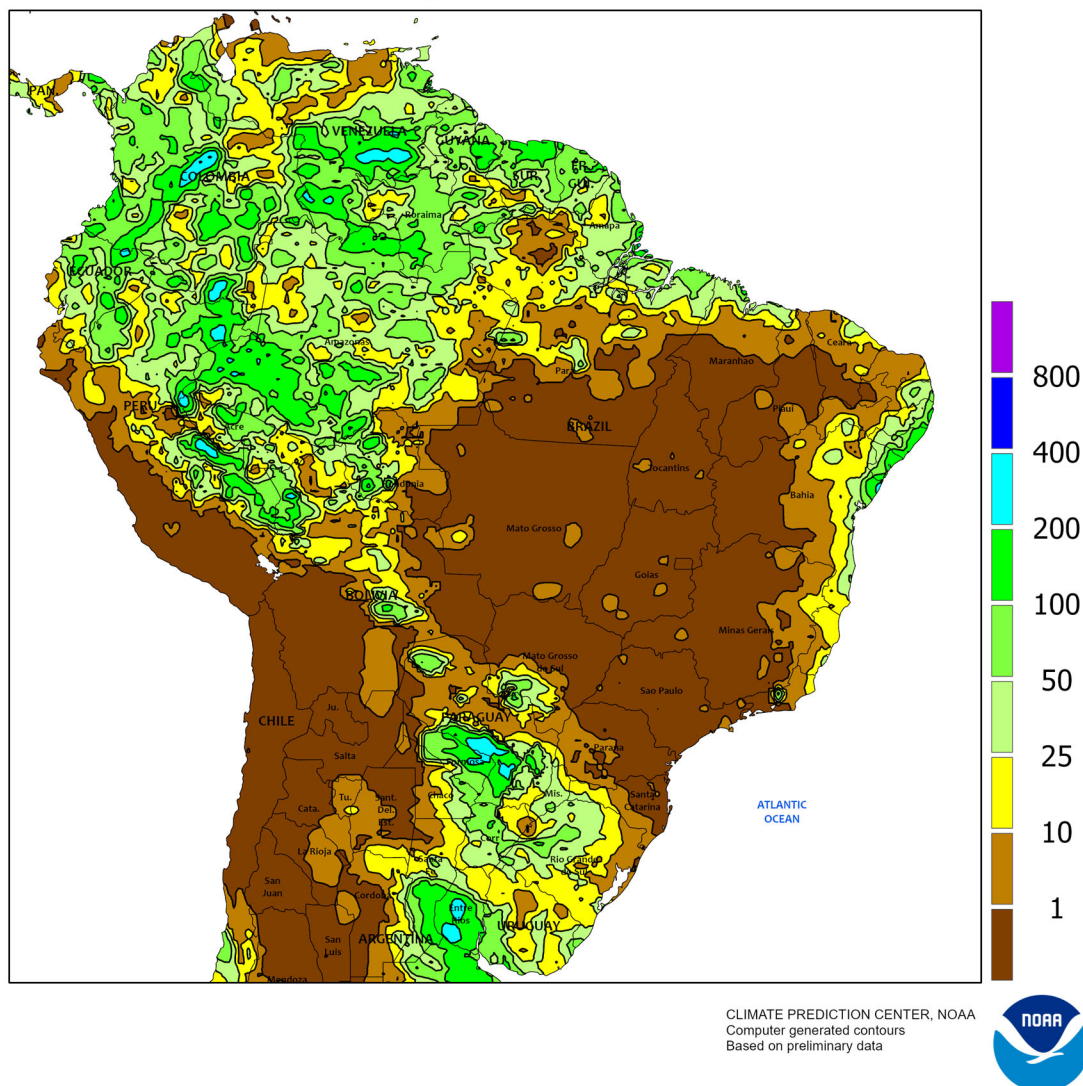 PAN.
VENEZUELA
GUYANA
COLOMBIA
SUR.
FR.
GUI.
Roraima
Amapa
ECUADOR
Amazonas
Ceara
Maranhao
Para
PERU
Piaui
Acre
BRAZIL
Tocantins
Rondonia
Bahia
Mato Grosso
Goias
BOLIVIA
Minas Gerais
Mato Grosso
do Sul
Sao Paulo
CHILE
Ju.
PARAGUAY
Salta
Formosa
Parana
Tu.
Sant.
Del
Est.
Chaco
Mis.
Santa
Catarina
Cata.
Corr.
La Rioja
Santa
Fe
Rio Grande
do Sul
San
Juan
Cordoba
Entre
Rios
URUGUAY
San
Luis
ARGENTINA
Mendoza
ATLANTIC
OCEAN
800
400
200
100
50
25
10
1
CLIMATE PREDICTION CENTER, NOAA
Computer generated contours
Based on preliminary data
NOAA